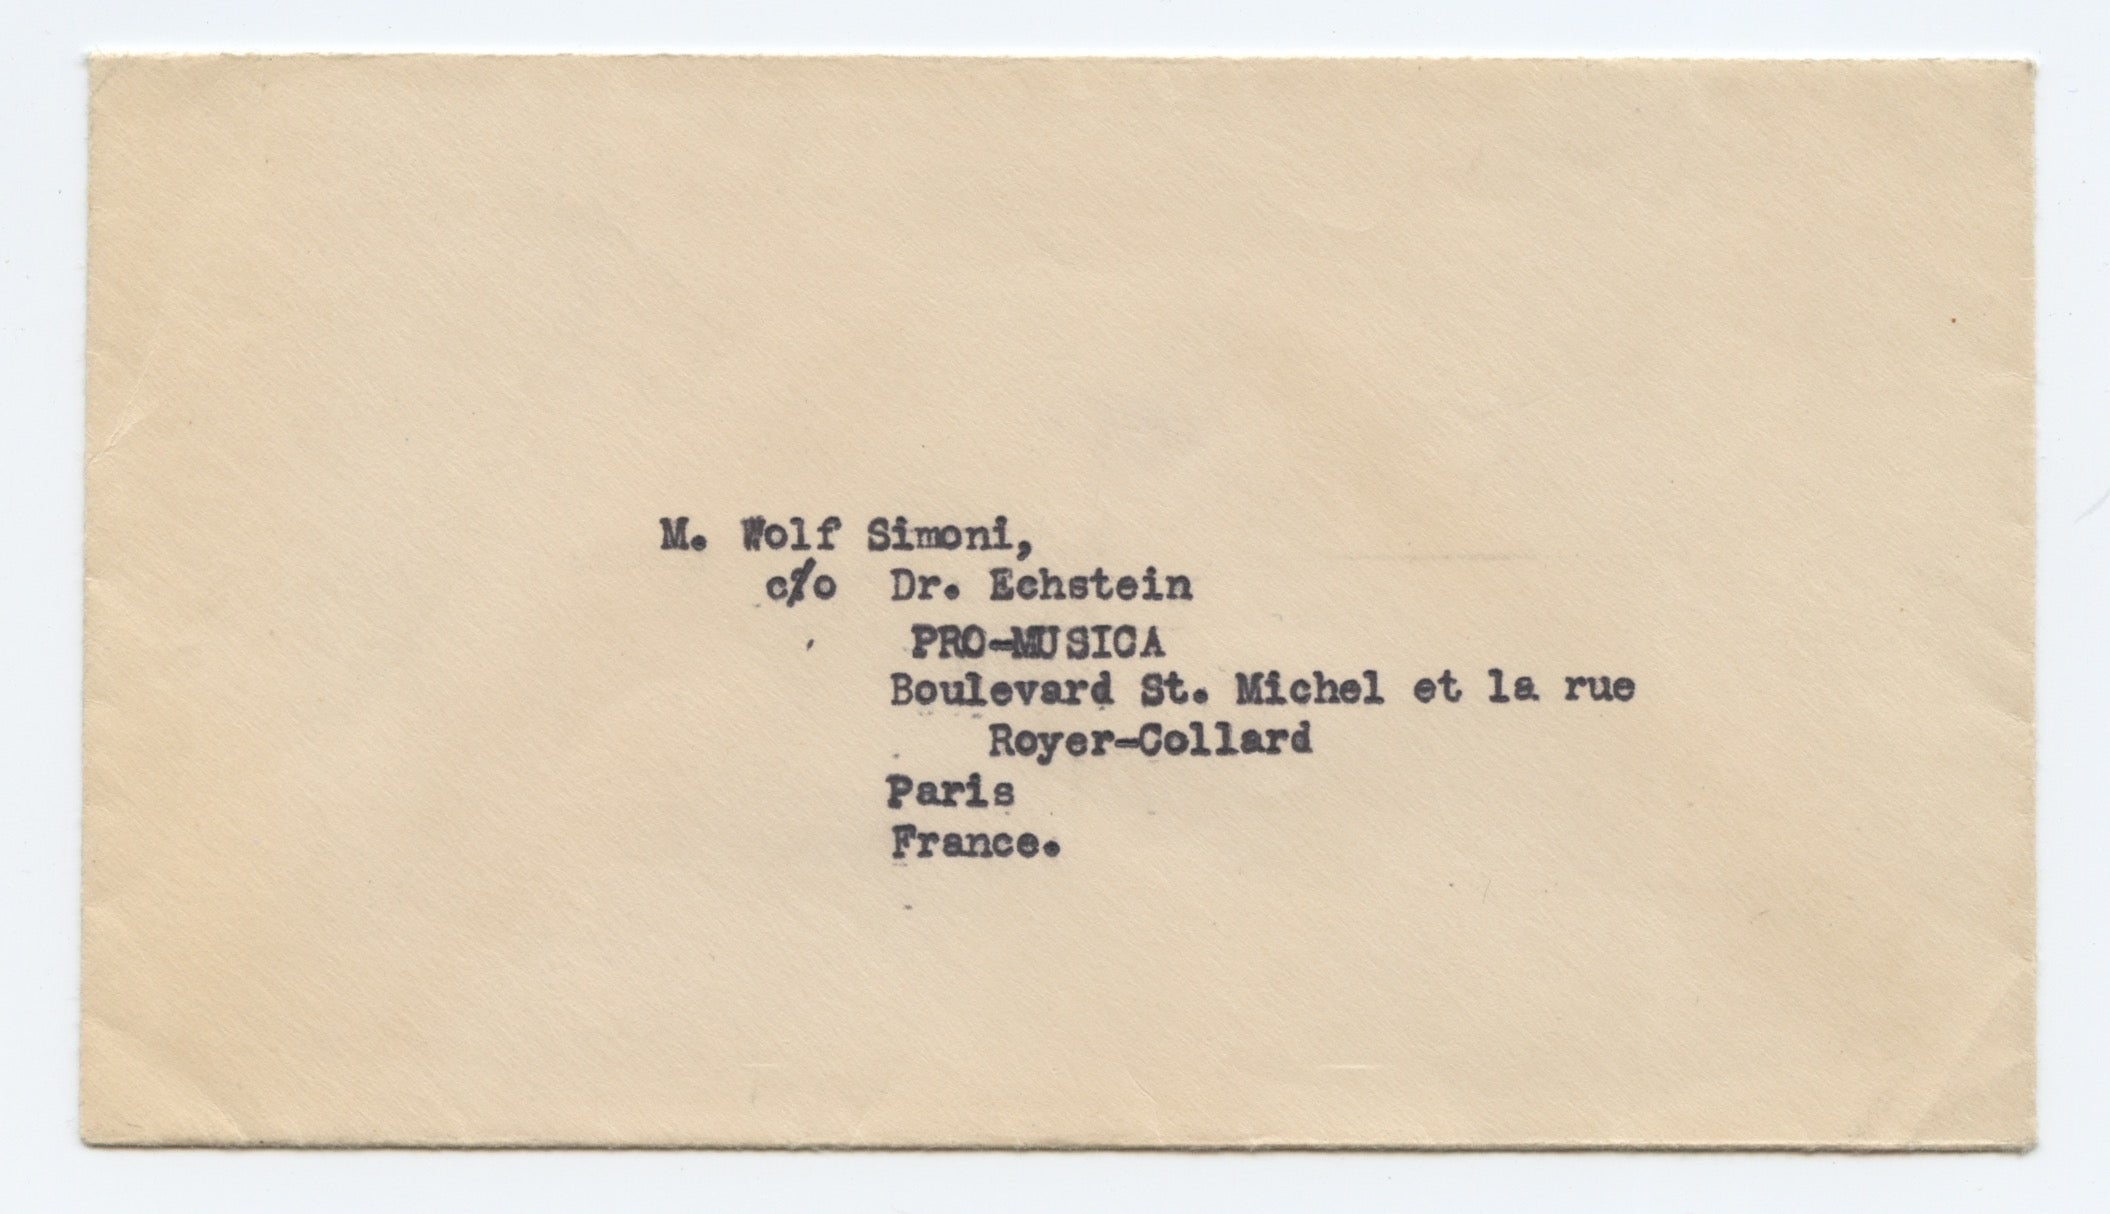 M. Wolf Simoni,
c/o Dr. Echstein
PRO-MUSICA
Boulevard St. Michel et la rue
Royer-Collard
Paris
France.